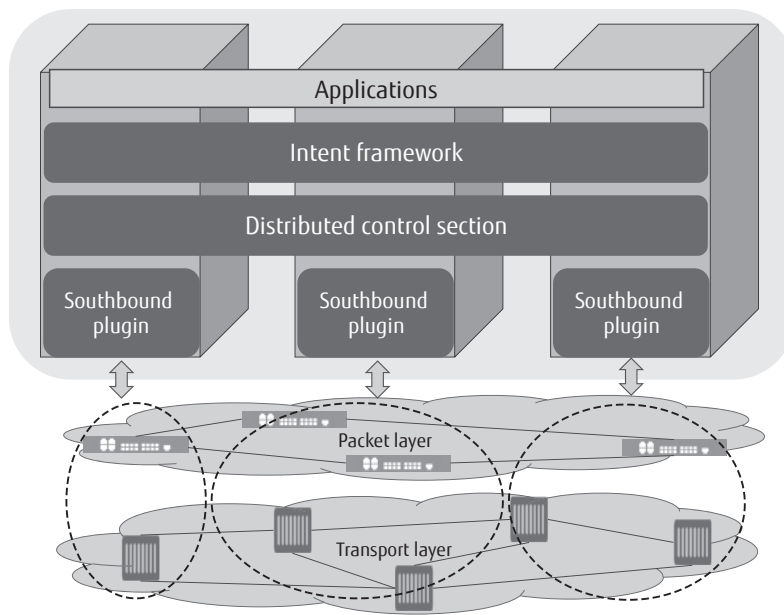 Applications
Intent framework
Distributed control section
Southbound
plugin
Southbound
plugin
Southbound
plugin
Packet layer
Transport layer